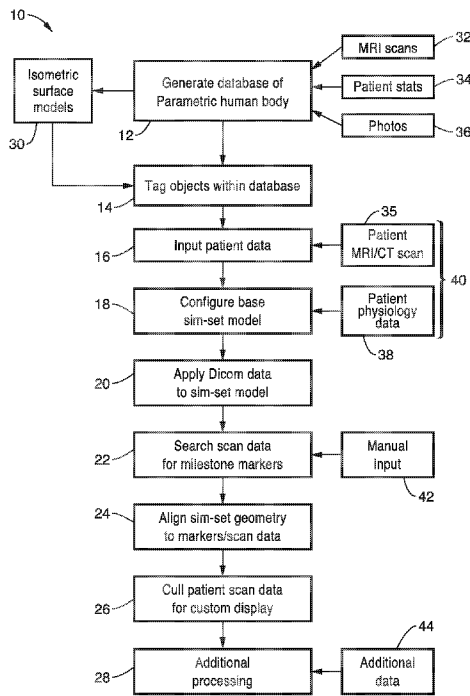 10
MRI scans
32
Isometric
surface
models
30
Generate database of
Parametric human body
12
Patient stats
34
Photos
36
Tag objects within database
14
35
16
Input patient data
Patient
MRI/CT scan
40
18
Configure base
sim-set model
Patient
physiology data
38
20
Apply Dicom data
to sim-set model
22
Search scan data
for milestone markers
Manual
input
42
24
Align sim-set geometry
to markers/scan data
26
Cull patient scan data
for custom display
44
28
Additional
processing
Additional
data